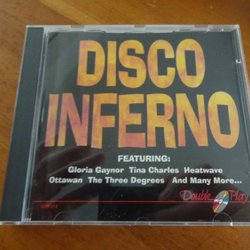 DISCO
INFERNO
FEATURING:
Gloria Gaynor Tina Charles Heatwave
Ottawan The Three Degrees And Many More...
Double Play